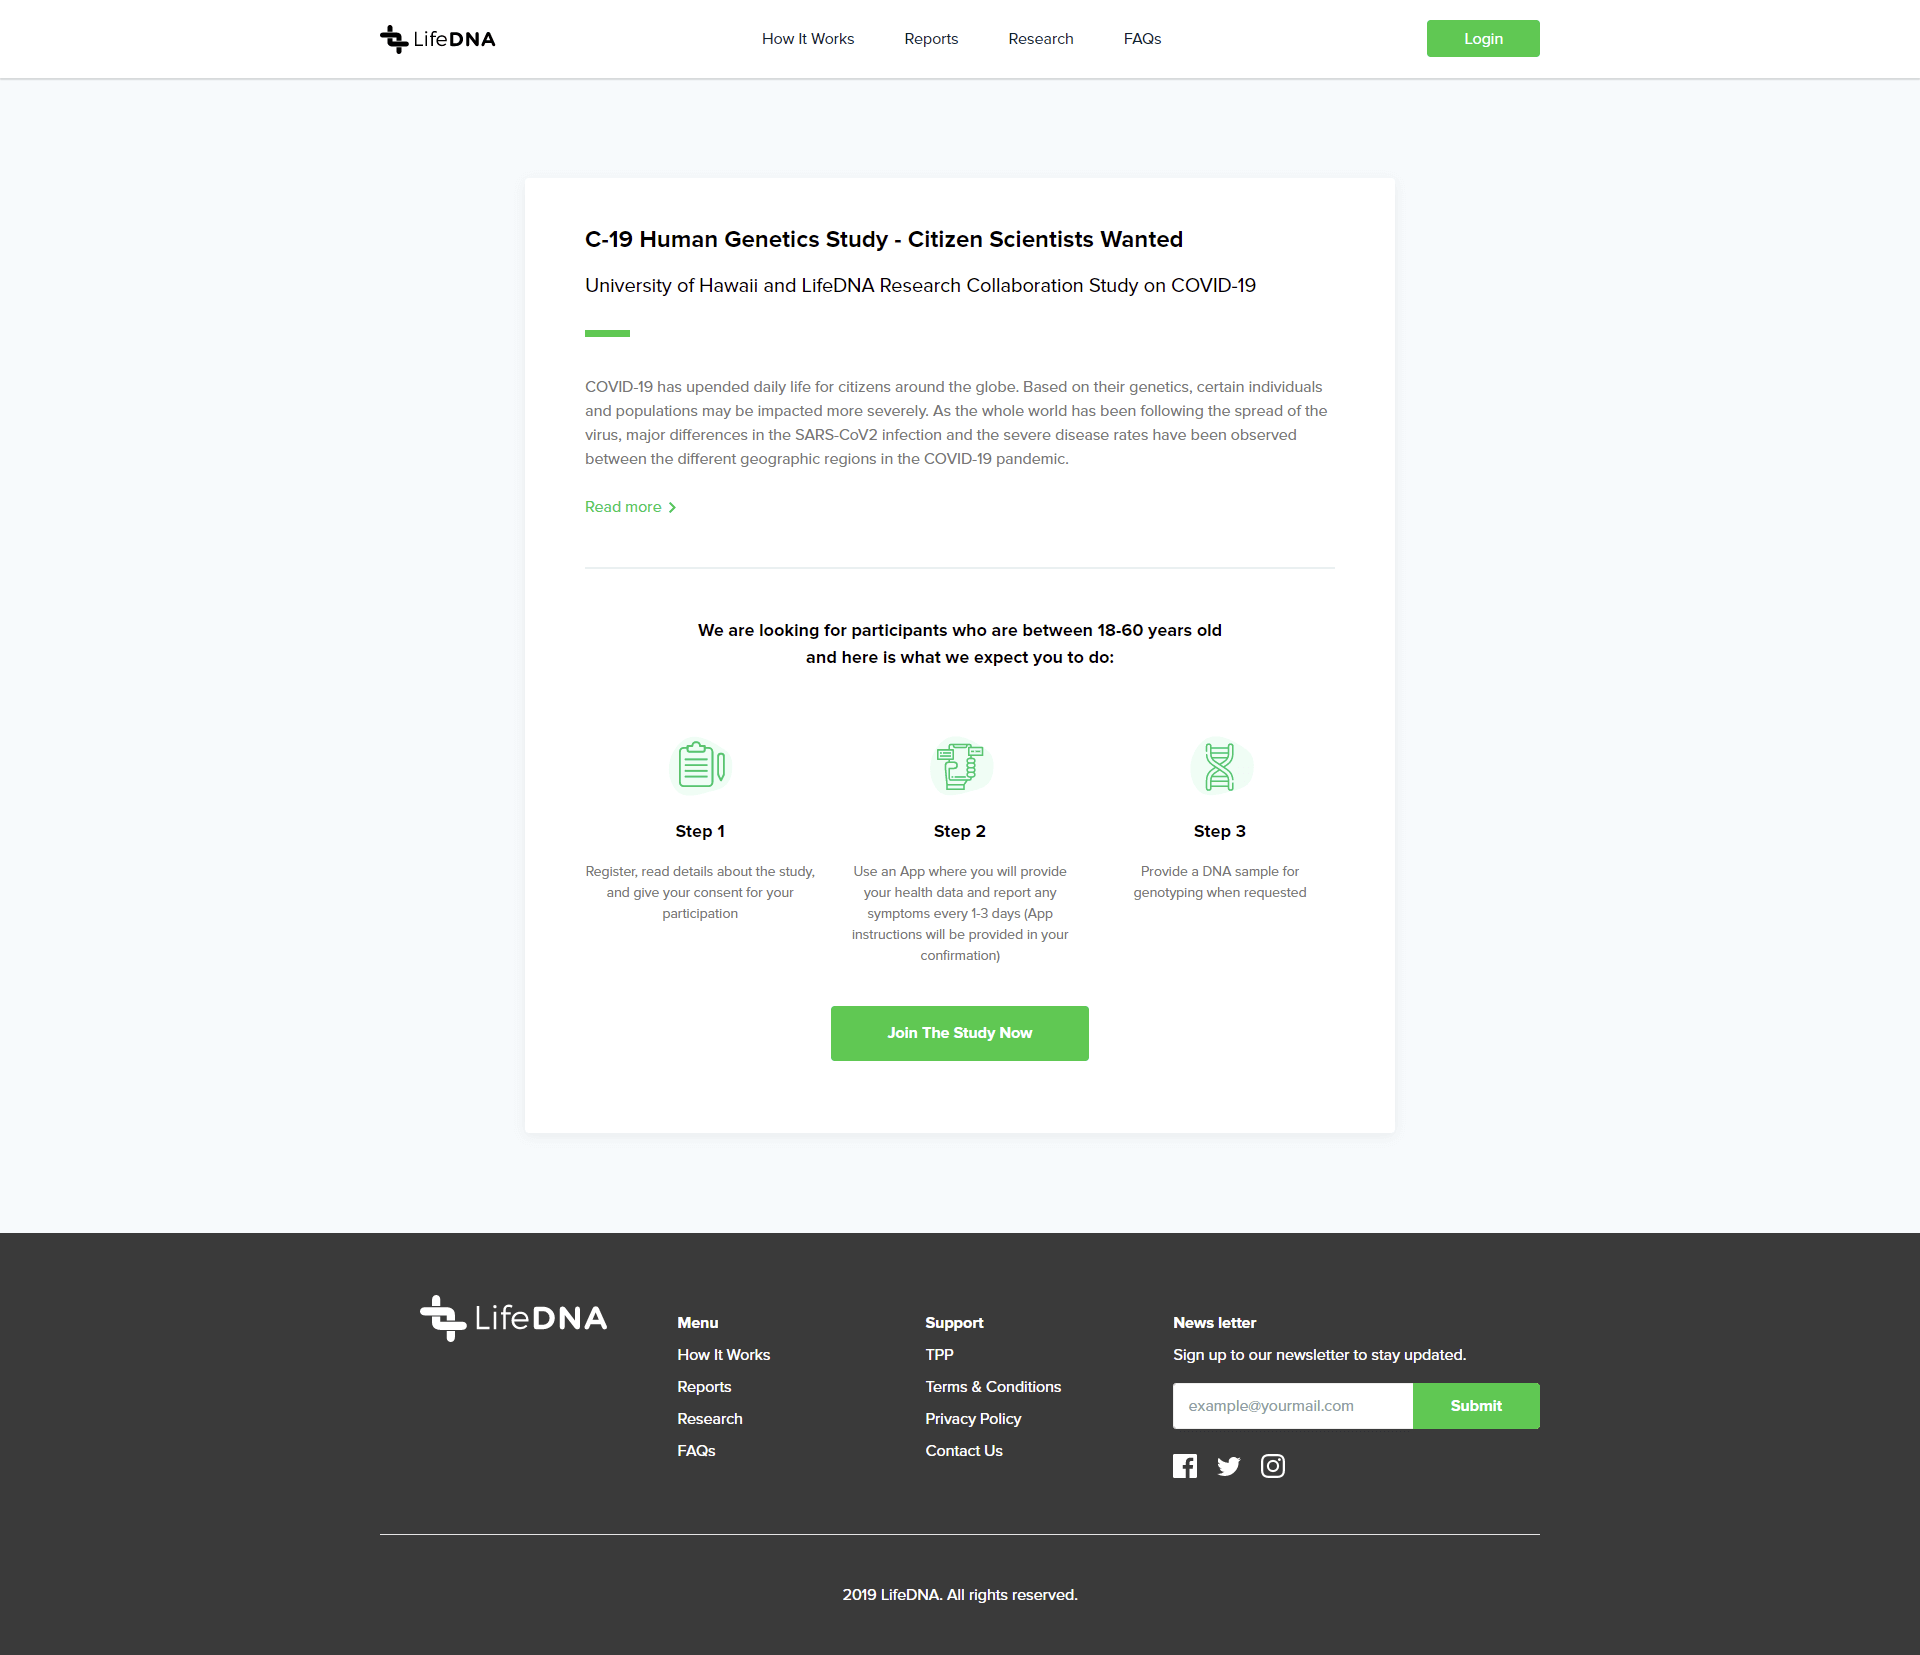 LifeDNA
How It Works
Reports
Research
FAQs
Login
C-19 Human Genetics Study - Citizen Scientists Wanted
University of Hawaii and LifeDNA Research Collaboration Study on COVID-19
COVID-19 has upended daily life for citizens around the globe. Based on their genetics, certain individuals
and populations may be impacted more severely. As the whole world has been following the spread of the
virus, major differences in the SARS-CoV2 infection and the severe disease rates have been observed
between the different geographic regions in the COVID-19 pandemic.
Read more
We are looking for participants who are between 18-60 years old
and here is what we expect you to do:
Step 1
Register, read details about the study,
and give your consent for your
participation
Step 2
Use an App where you will provide
your health data and report any
symptoms every 1-3 days (App
instructions will be provided in your
confirmation)
Step 3
Provide a DNA sample for
genotyping when requested
Join The Study Now
LifeDNA
Menu
How It Works
Reports
Research
FAQs
Support
TPP
Terms & Conditions
Privacy Policy
Contact Us
News letter
Sign up to our newsletter to stay updated.
example@yourmail.com
Submit
2019 LifeDNA. All rights reserved.